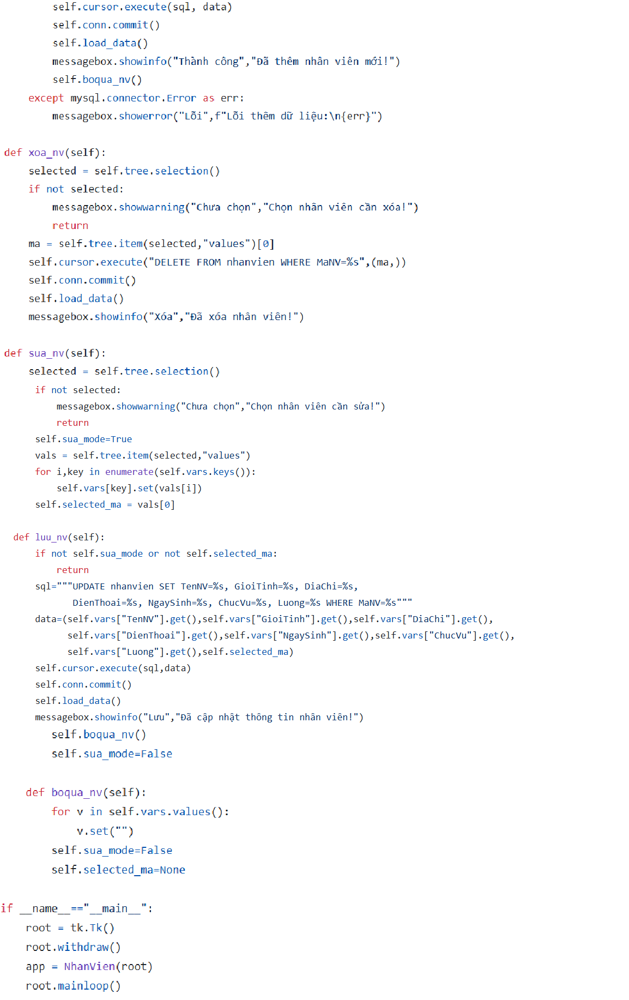 self.cursor.execute(sql, data)
        self.conn.commit()
        self.load_data()
        messagebox.showinfo("Thành công","Đã thêm nhân viên mới!")
        self.boqua_nv()
    except mysql.connector.Error as err:
        messagebox.showerror("Lỗi",f"Lỗi thêm dữ liệu:\n{err}")

def xoa_nv(self):
    selected = self.tree.selection()
    if not selected:
        messagebox.showwarning("Chưa chọn","Chọn nhân viên cần xóa!")
        return
    ma = self.tree.item(selected,"values")[0]
    self.cursor.execute("DELETE FROM nhanvien WHERE MaNV=%s",(ma,))
    self.conn.commit()
    self.load_data()
    messagebox.showinfo("Xóa","Đã xóa nhân viên!")

def sua_nv(self):
    selected = self.tree.selection()
    if not selected:
        messagebox.showwarning("Chưa chọn","Chọn nhân viên cần sửa!")
        return
    self.sua_mode=True
    vals = self.tree.item(selected,"values")
    for i,key in enumerate(self.vars.keys()):
        self.vars[key].set(vals[i])
    self.selected_ma = vals[0]

def luu_nv(self):
    if not self.sua_mode or not self.selected_ma:
        return
    sql="""UPDATE nhanvien SET TenNV=%s, GioiTinh=%s, DiaChi=%s,
           DienThoai=%s, NgaySinh=%s, ChucVu=%s, Luong=%s WHERE MaNV=%s"""
    data=(self.vars["TenNV"].get(),self.vars["GioiTinh"].get(),self.vars["DiaChi"].get(),
          self.vars["DienThoai"].get(),self.vars["NgaySinh"].get(),self.vars["ChucVu"].get(),
          self.vars["Luong"].get(),self.selected_ma)
    self.cursor.execute(sql,data)
    self.conn.commit()
    self.load_data()
    messagebox.showinfo("Lưu","Đã cập nhật thông tin nhân viên!")
        self.boqua_nv()
        self.sua_mode=False

    def boqua_nv(self):
        for v in self.vars.values():
            v.set("")
        self.sua_mode=False
        self.selected_ma=None

if __name__=="__main__":
    root = tk.Tk()
    root.withdraw()
    app = NhanVien(root)
    root.mainloop()